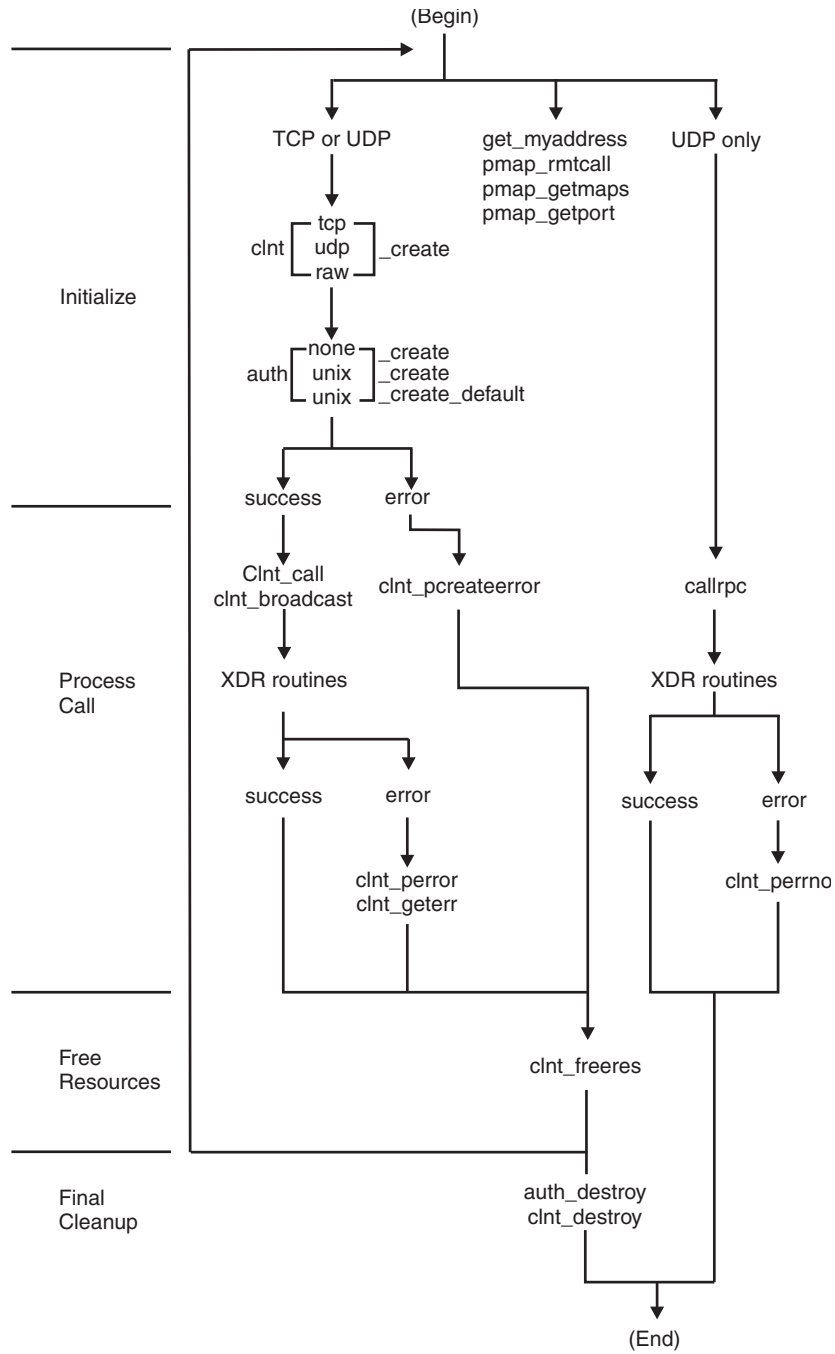 (Begin)
TCP or UDP
get_myaddress
pmap_rmtcall
pmap_getmaps
pmap_getport
UDP only
clnt
tcp
udp
raw
_create
Initialize
auth
none
unix
unix
_create
_create
_create_default
success
error
Clnt_call
clnt_broadcast
clnt_pcreateerror
callrpc
Process
Call
XDR routines
XDR routines
success
error
success
error
clnt_perror
clnt_geterr
clnt_perrno
Free
Resources
clnt_freeres
Final
Cleanup
auth_destroy
clnt_destroy
(End)